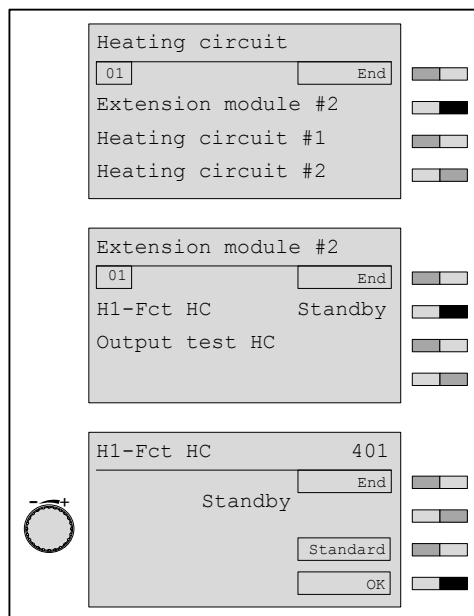 Heating circuit
01 End
Extension module #2
Heating circuit #1
Heating circuit #2
Extension module #2
01 End
H1-Fct HC Standby
Output test HC
H1-Fct HC 401
End
Standby
- +
Standard
OK